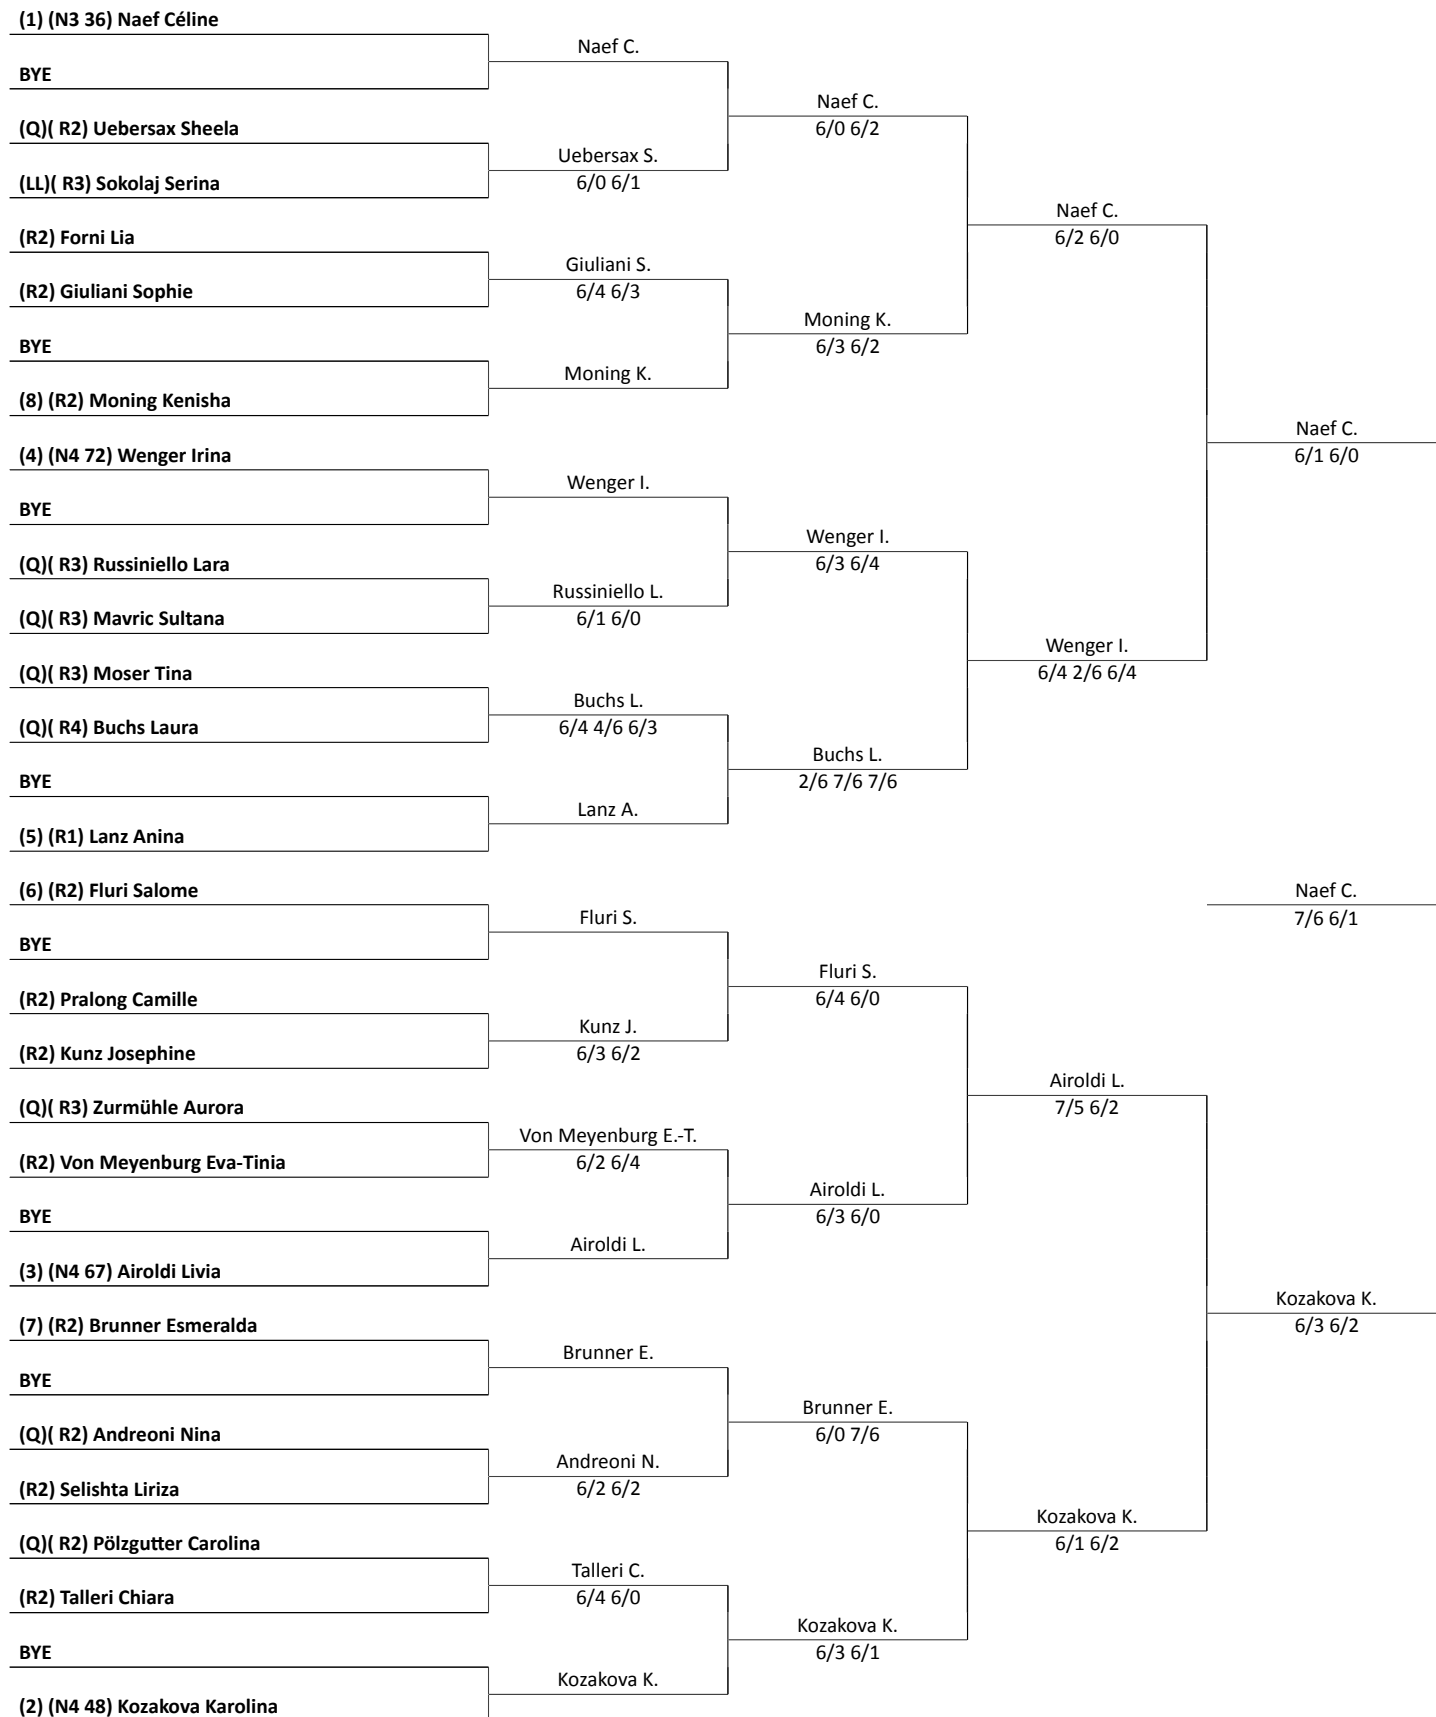 (1) (N3 36) Naef Céline
BYE
(Q)( R2) Uebersax Sheela
(LL)( R3) Sokolaj Serina
(R2) Forni Lia
(R2) Giuliani Sophie
BYE
(8) (R2) Moning Kenisha
(4) (N4 72) Wenger Irina
BYE
(Q)( R3) Russiniello Lara
(Q)( R3) Mavric Sultana
(Q)( R3) Moser Tina
(Q)( R4) Buchs Laura
BYE
(5) (R1) Lanz Anina
(6) (R2) Fluri Salome
BYE
(R2) Pralong Camille
(R2) Kunz Josephine
(Q)( R3) Zurmühle Aurora
(R2) Von Meyenburg Eva-Tinia
BYE
(3) (N4 67) Airoldi Livia
(7) (R2) Brunner Esmeralda
BYE
(Q)( R2) Andreoni Nina
(R2) Selishta Liriza
(Q)( R2) Pölzgutter Carolina
(R2) Talleri Chiara
BYE
(2) (N4 48) Kozakova Karolina
Naef C.
Uebersax S.
6/0 6/1
Giuliani S.
6/4 6/3
Moning K.
Wenger I.
Russiniello L.
6/1 6/0
Buchs L.
6/4 4/6 6/3
Lanz A.
Fluri S.
Kunz J.
6/3 6/2
Von Meyenburg E.-T.
6/2 6/4
Airoldi L.
Brunner E.
Andreoni N.
6/2 6/2
Talleri C.
6/4 6/0
Kozakova K.
Naef C.
6/0 6/2
Moning K.
6/3 6/2
Wenger I.
6/3 6/4
Buchs L.
2/6 7/6 7/6
Fluri S.
6/4 6/0
Airoldi L.
6/3 6/0
Brunner E.
6/0 7/6
Kozakova K.
6/3 6/1
Naef C.
6/2 6/0
Wenger I.
6/4 2/6 6/4
Airoldi L.
7/5 6/2
Kozakova K.
6/1 6/2
Naef C.
6/1 6/0
Naef C.
7/6 6/1
Kozakova K.
6/3 6/2